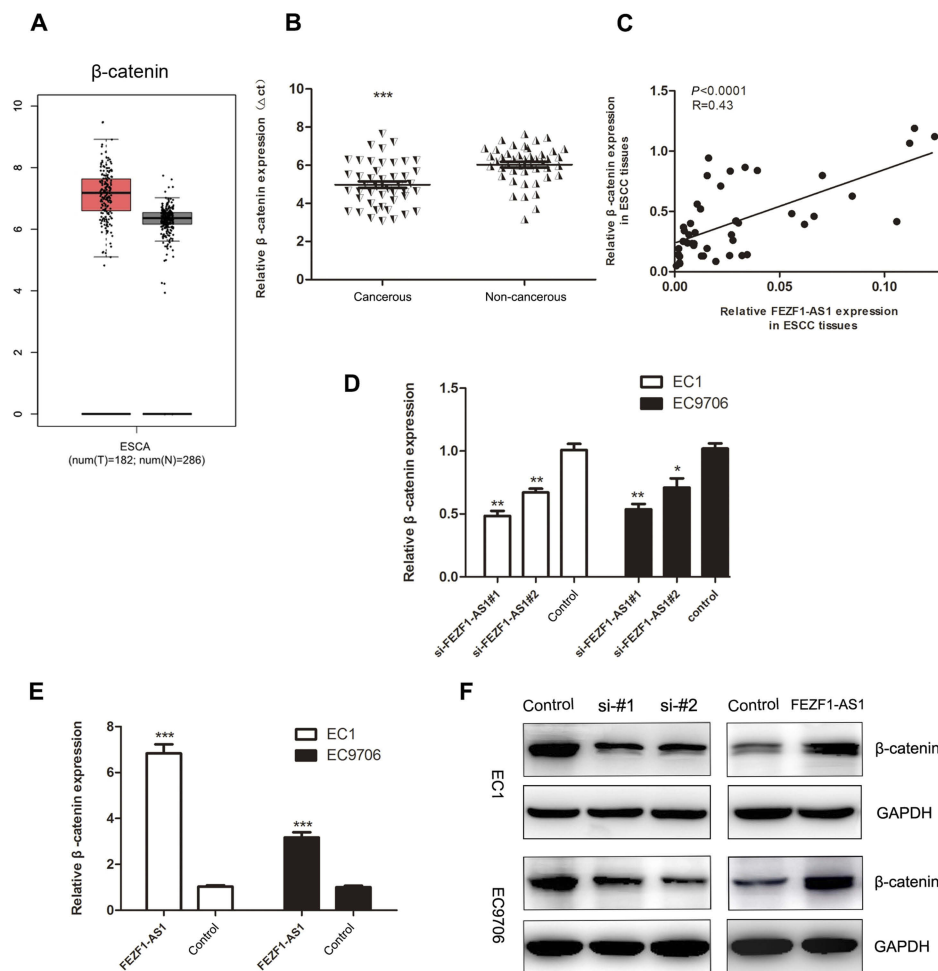 A
β-catenin
10
8
6
4
2
0
ESCA
(num(T)=182; num(N)=286)
B
Relative β-catenin expression (△ct)
10
8
6
4
2
0
***
Cancerous
Non-cancerous
C
Relative β-catenin expression
in ESCC tissues
P<0.0001
R=0.43
1.5
1.0
0.5
0.0
0.00
0.05
0.10
Relative FEZF1-AS1 expression
in ESCC tissues
D
Relative β -catenin expression
1.5
1.0
0.5
0.0
EC1
EC9706
**
**
**
*
si-FEZF1-AS1#1
si-FEZF1-AS1#2
Control
si-FEZF1-AS1#1
si-FEZF1-AS1#2
control
E
Relative β -catenin expression
8
6
4
2
0
EC1
EC9706
***
***
FEZF1-AS1
Control
FEZF1-AS1
Control
F
Control si-#1 si-#2 Control FEZF1-AS1
EC1
β-catenin
GAPDH
EC9706
β-catenin
GAPDH